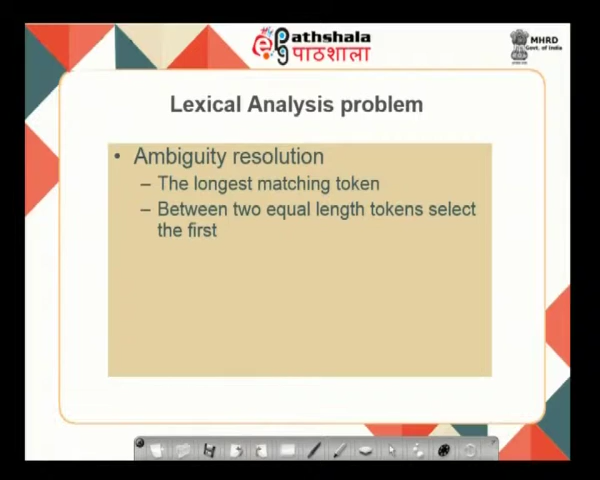 ePathshala
पाठशाला
MHRD
Govt. of India
Lexical Analysis problem
• Ambiguity resolution
– The longest matching token
– Between two equal length tokens select
the first